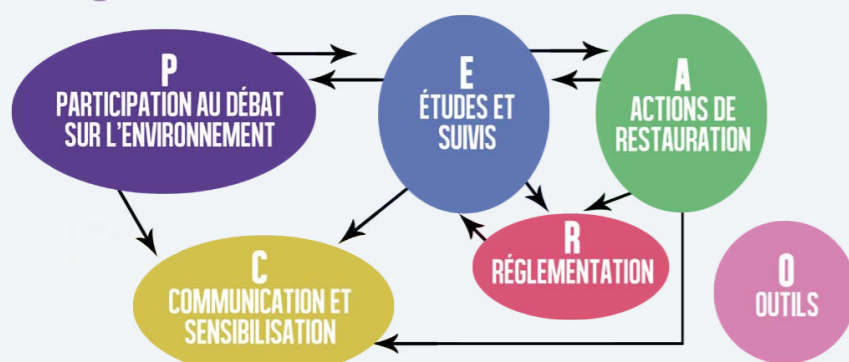 P
PARTICIPATION AU DÉBAT
SUR L'ENVIRONNEMENT
E
ÉTUDES ET
SUIVIS
A
ACTIONS DE
RESTAURATION
C
COMMUNICATION ET
SENSIBILISATION
R
RÉGLEMENTATION
O
OUTILS